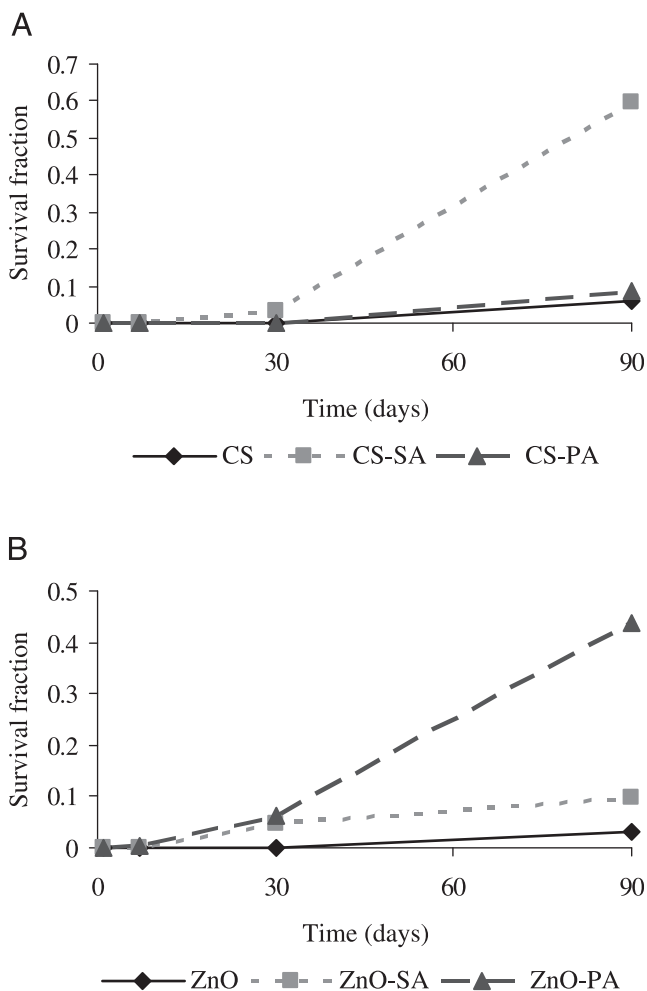 A
Survival fraction
0.7
0.6
0.5
0.4
0.3
0.2
0.1
0
0 30 60 90
Time (days)
CS CS-SA CS-PA
B
Survival fraction
0.5
0.4
0.3
0.2
0.1
0
0 30 60 90
Time (days)
ZnO ZnO-SA ZnO-PA